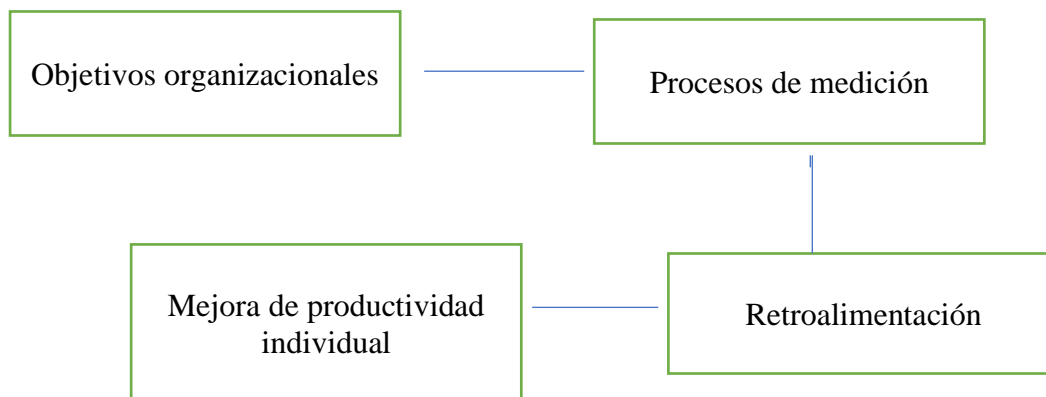 Objetivos organizacionales
Procesos de medición
Mejora de productividad
individual
Retroalimentación